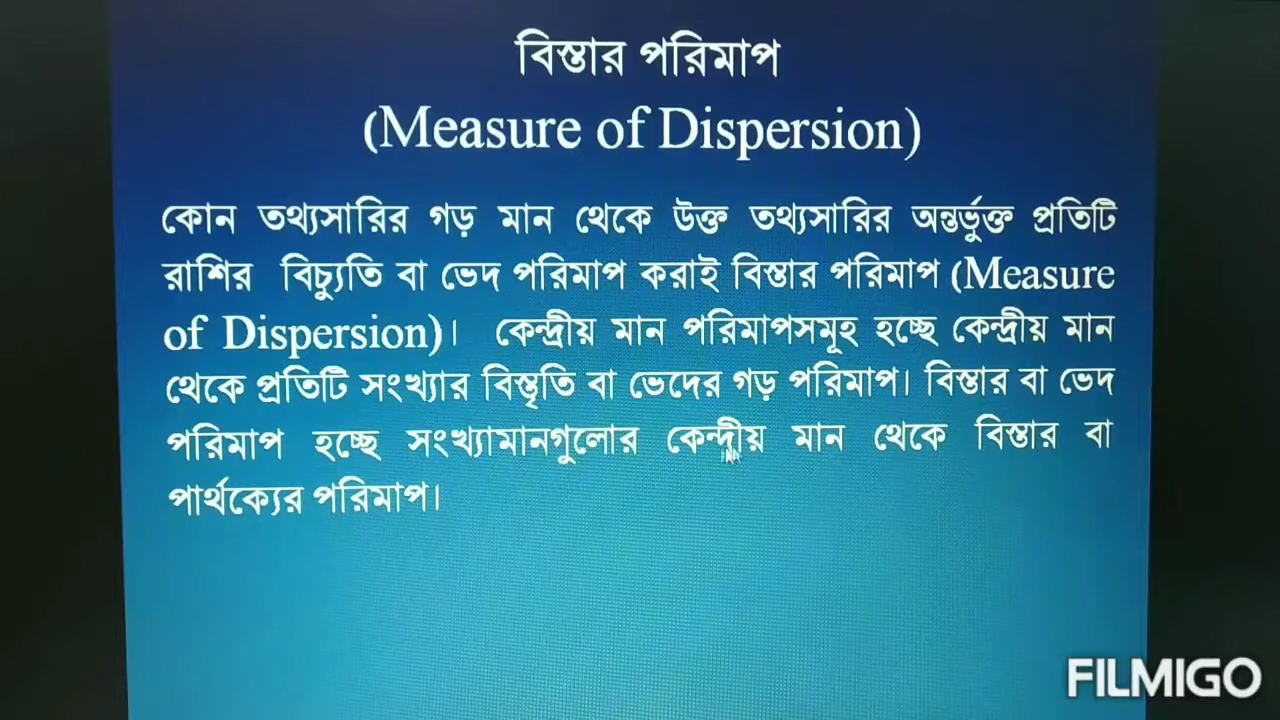 বিস্তার পরিমাপ
(Measure of Dispersion)
কোন তথ্যসারির গড় মান থেকে উক্ত তথ্যসারির অন্তর্ভুক্ত প্রতিটি
রাশির বিচ্যুতি বা ভেদ পরিমাপ করাই বিস্তার পরিমাপ (Measure
of Dispersion)। কেন্দ্রীয় মান পরিমাপসমূহ হচ্ছে কেন্দ্রীয় মান
থেকে প্রতিটি সংখ্যার বিস্তৃতি বা ভেদের গড় পরিমাপ। বিস্তার বা ভেদ
পরিমাপ হচ্ছে সংখ্যামানগুলোর কেন্দ্রীয় মান থেকে বিস্তার বা
পার্থক্যের পরিমাপ।
FILMIGO